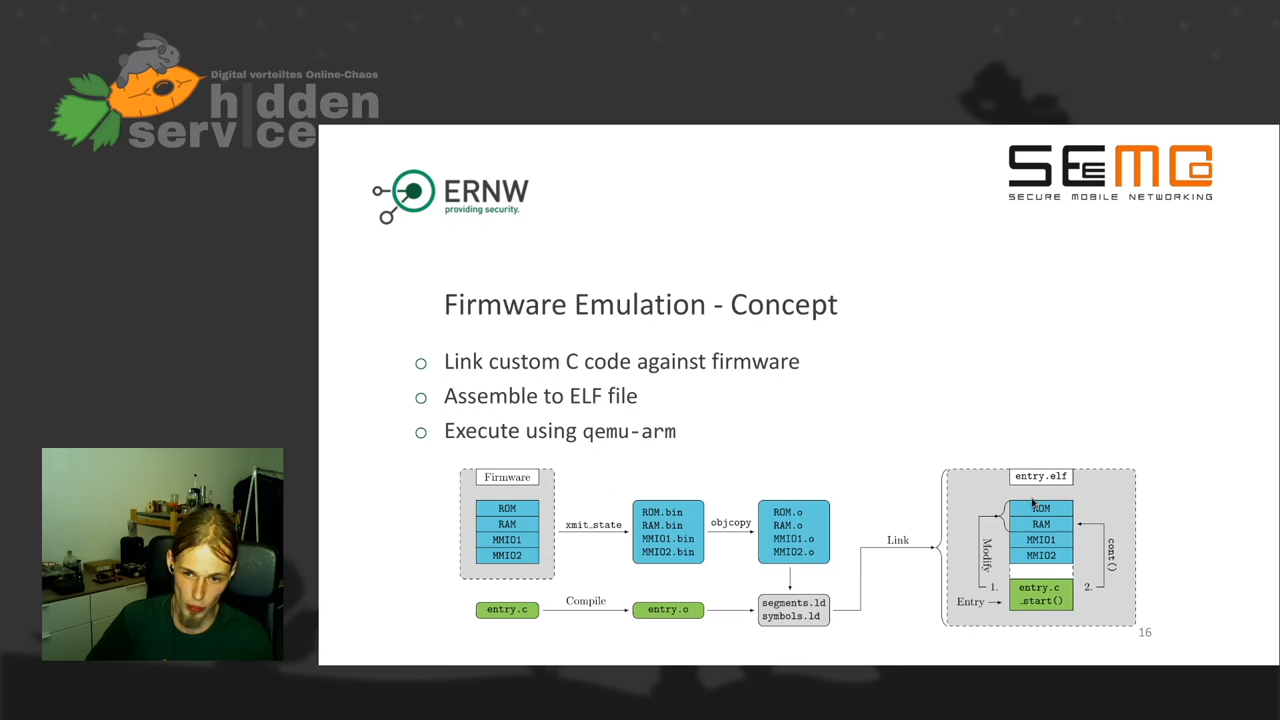 Digital verteiltes Online-Chaos
h|dden
serv|ce
ERNW
providing security.
SEEMOO
SECURE MOBILE NETWORKING
Firmware Emulation - Concept
Link custom C code against firmware
Assemble to ELF file
Execute using qemu-arm
Firmware
ROM
RAM
MMIO1
MMIO2
xmit_state
ROM.bin
RAM.bin
MMIO1.bin
MMIO2.bin
objcopy
ROM.o
RAM.o
MMIO1.o
MMIO2.o
entry.c
Compile
entry.o
segments.ld
symbols.ld
Link
entry.elf
ROM
RAM
MMIO1
MMIO2
Modify
1.
Entry
entry.c
_start()
2.
cont()
16